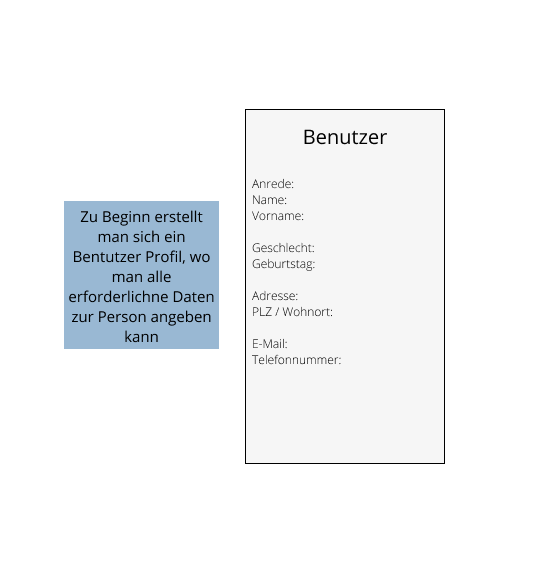 Zu Beginn erstellt
man sich ein
Bentutzer Profil, wo
man alle
erforderlichne Daten
zur Person angeben
kann
Benutzer
Anrede:
Name:
Vorname:
Geschlecht:
Geburtstag:
Adresse:
PLZ / Wohnort:
E-Mail:
Telefonnummer: